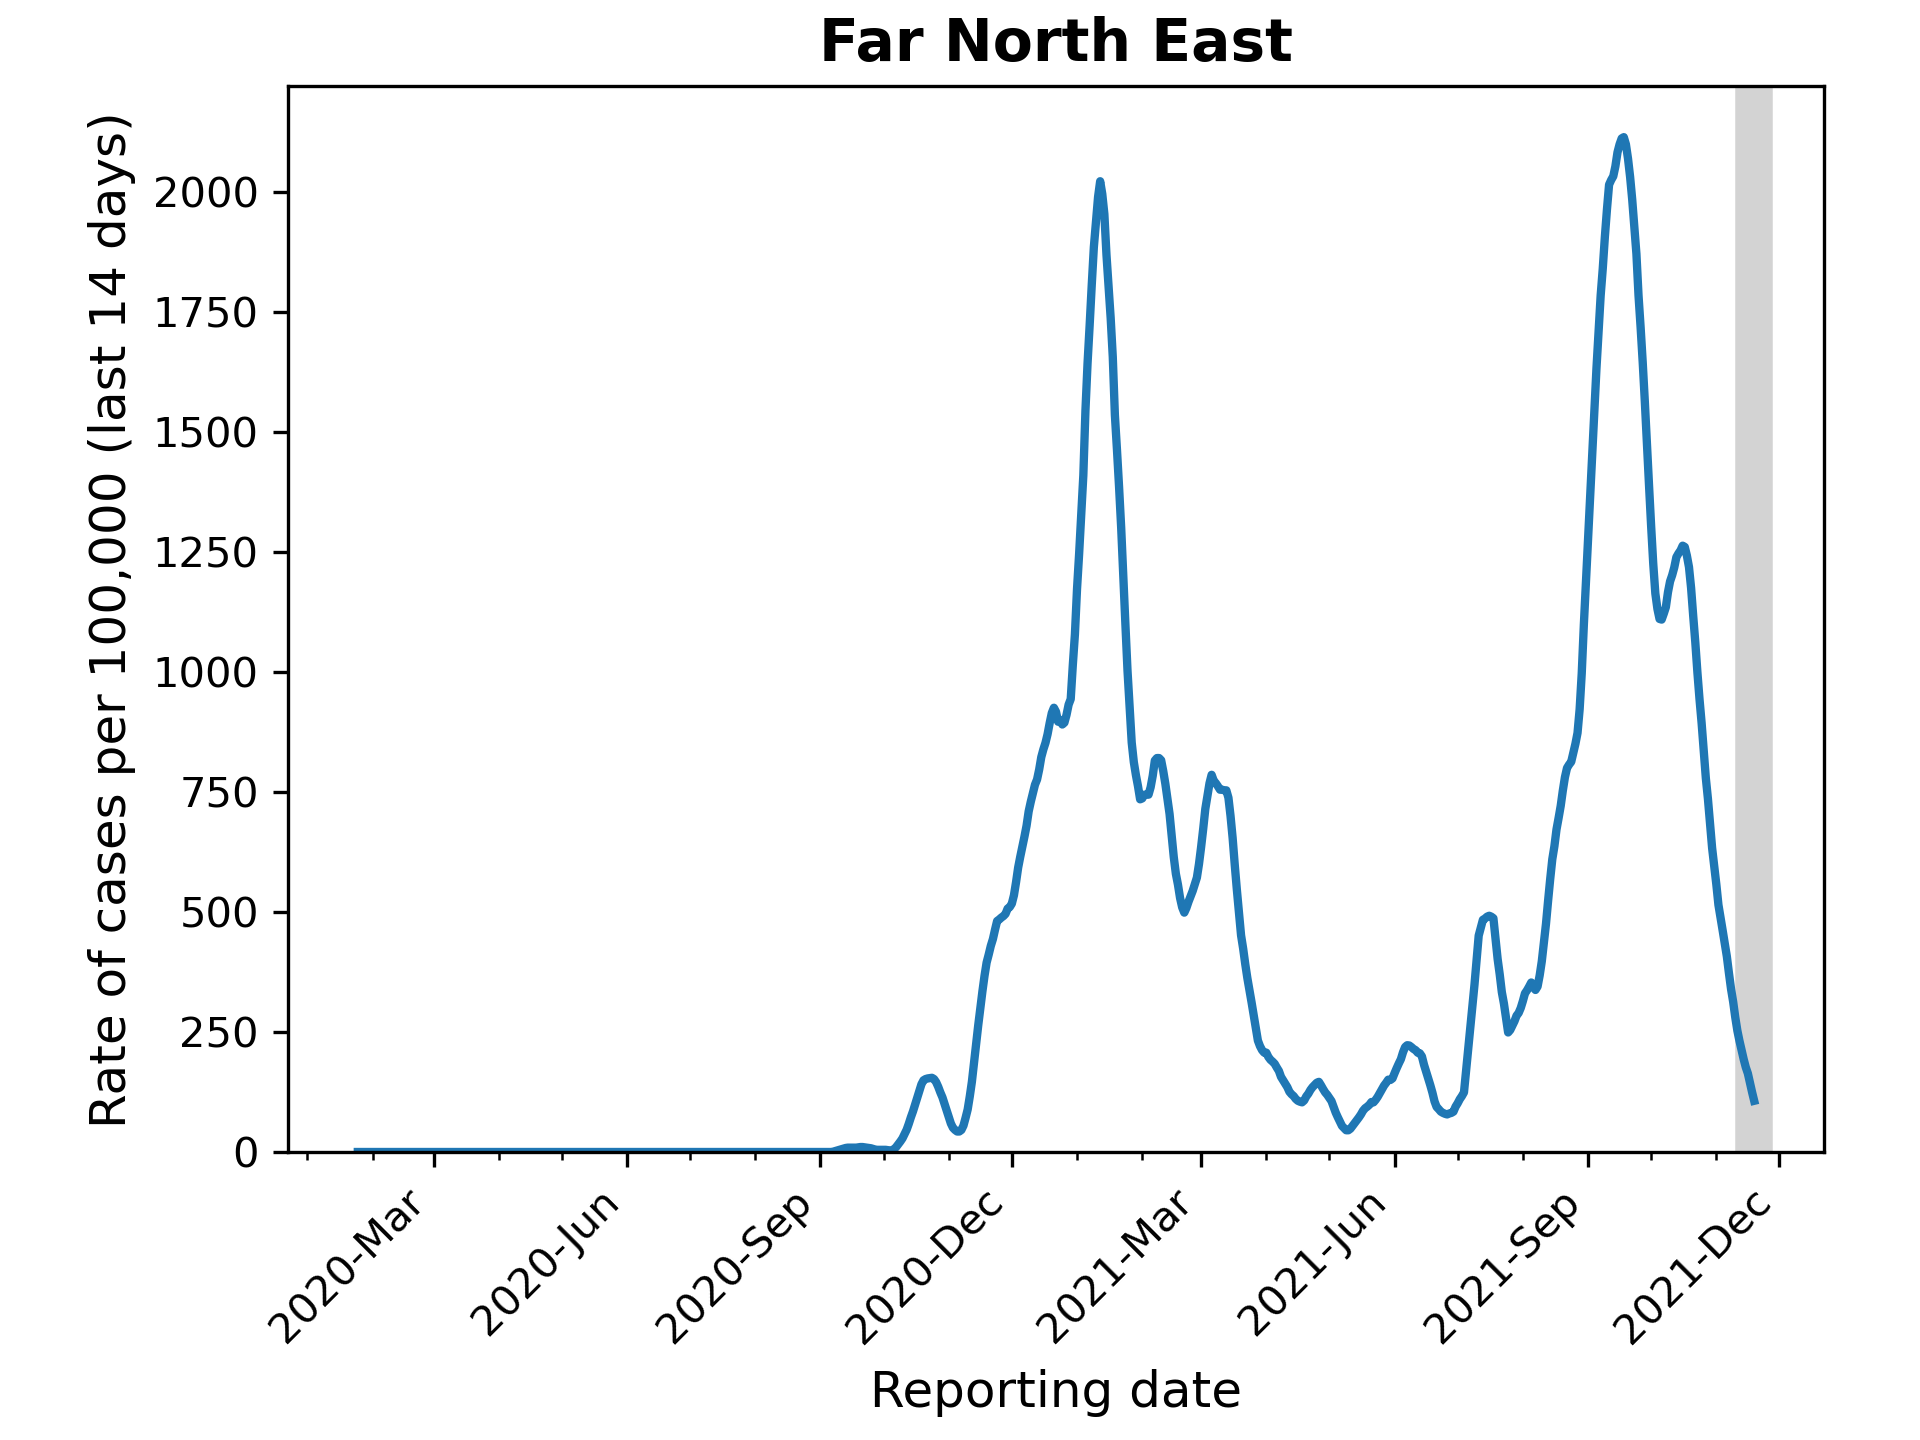 Far North East
Rate of cases per 100,000 (last 14 days)
2000
1750
1500
1250
1000
750
500
250
0
2020-Mar
2020-Jun
2020-Sep
2020-Dec
2021-Mar
2021-Jun
2021-Sep
2021-Dec
Reporting date